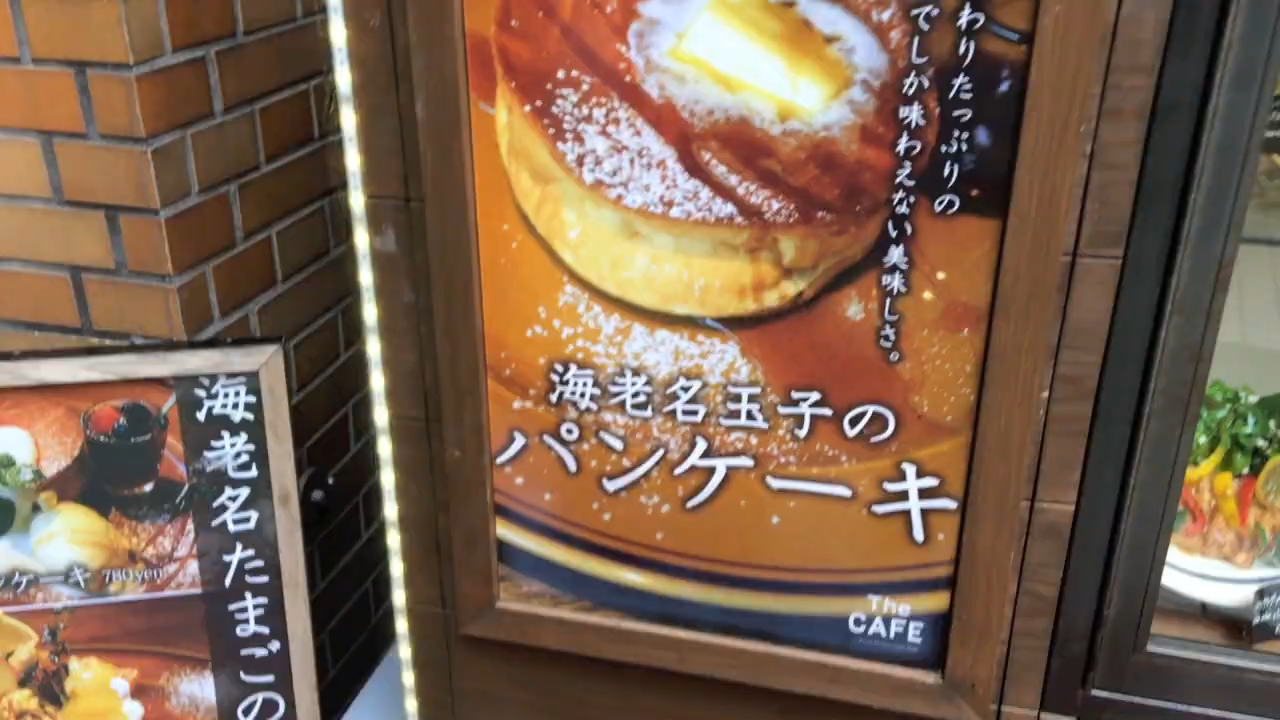 わりたっぷりの
でしか味わえない美味しさ。
海老名玉子の
パンケーキ
The
CAFE
海老名たまごの
ケーキ 780yen